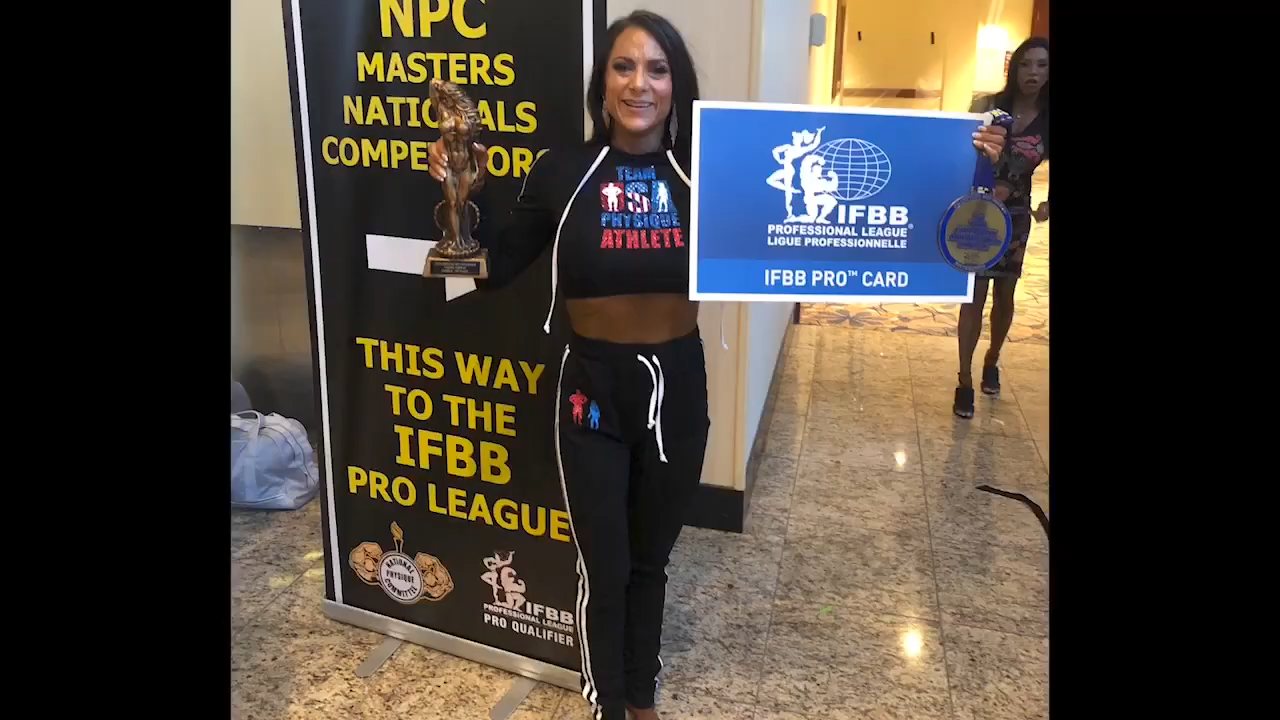 NPC
MASTERS
NATIONALS
THIS WAY
TO THE
IFBB
PRO LEAGUE
NATIONAL
PHYSIQUE
COMMITTEE
IFBB
PROFESSIONAL LEAGUE
PRO QUALIFIER
TEAM
USA
PHYSIQUE
ATHLETE
IFBB
PROFESSIONAL LEAGUE
LIGUE PROFESSIONNELLE
IFBB PRO™ CARD